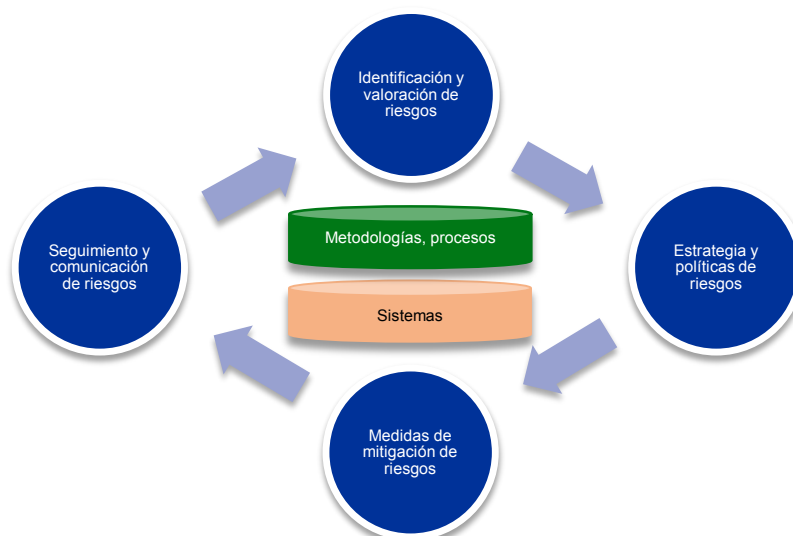 Identificación y
valoración de
riesgos
Metodologías, procesos
Seguimiento y
comunicación
de riesgos
Estrategia y
políticas de
riesgos
Sistemas
Medidas de
mitigación de
riesgos